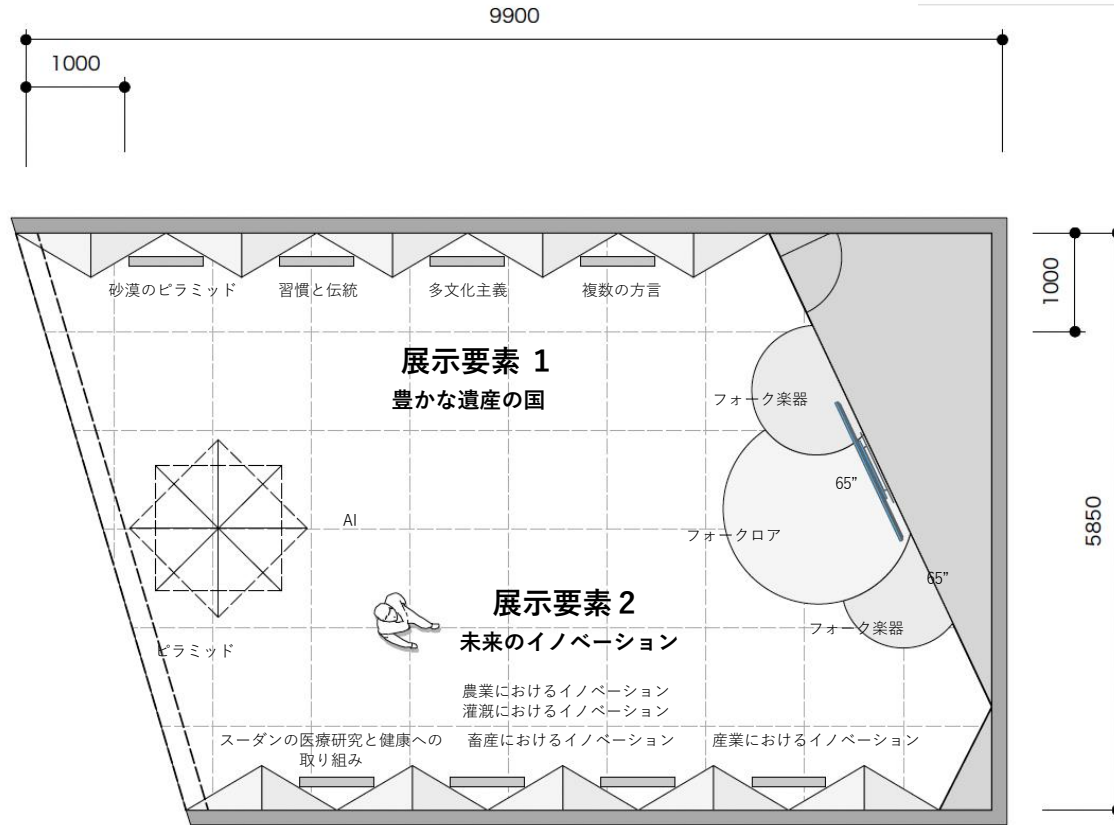 9900
1000
砂漠のピラミッド
習慣と伝統
多文化主義
複数の方言
1000
展示要素 1
豊かな遺産の国
フォーク楽器
65”
AI
フォークロア
5850
65”
展示要素２
未来のイノベーション
フォーク楽器
ピラミッド
農業におけるイノベーション
灌漑におけるイノベーション
スーダンの医療研究と健康への
取り組み
畜産におけるイノベーション
産業におけるイノベーション